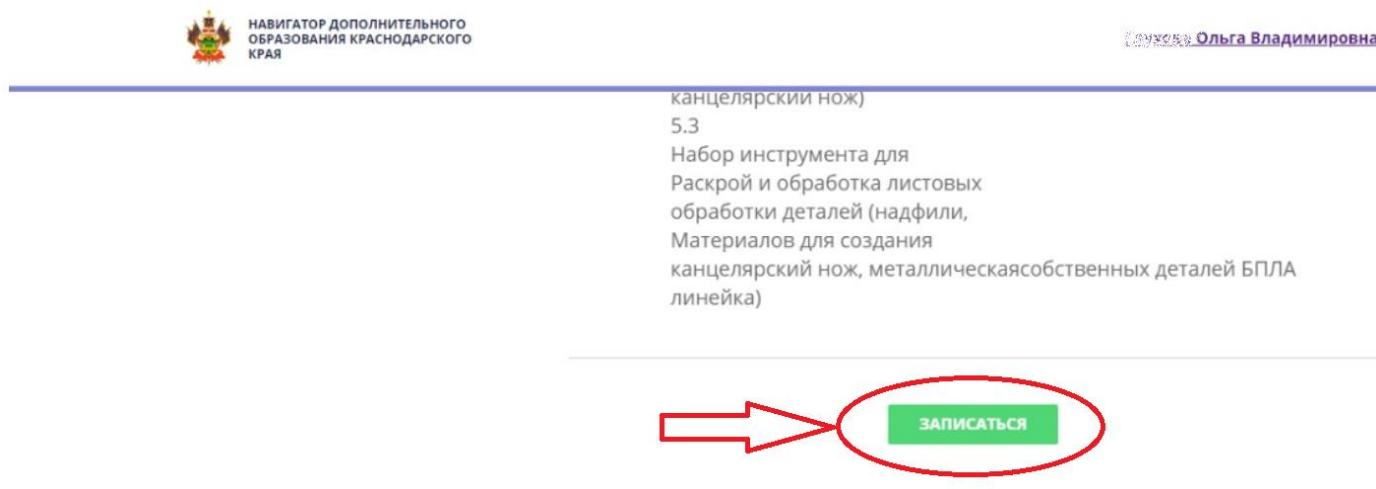 НАВИГАТОР ДОПОЛНИТЕЛЬНОГО
ОБРАЗОВАНИЯ КРАСНОДАРСКОГО
КРАЯ
Ольга Владимировна
канцелярский нож)
5.3
Набор инструмента для
Раскрой и обработка листовых
обработки деталей (надфили,
Материалов для создания
канцелярский нож, металлическаясобственных деталей БПЛА
линейка)
ЗАПИСАТЬСЯ